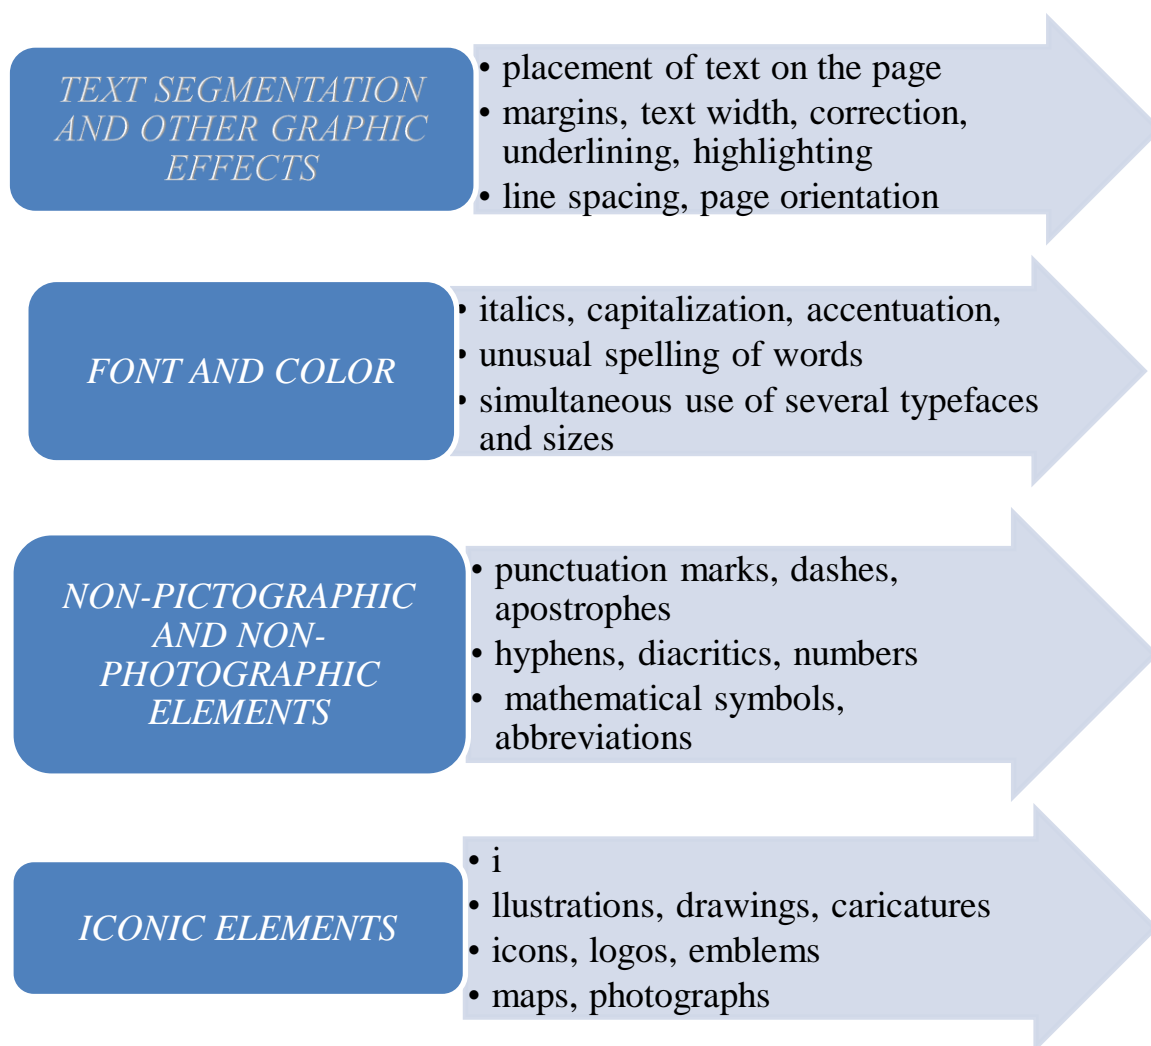 TEXT SEGMENTATION
AND OTHER GRAPHIC
EFFECTS
• placement of text on the page
• margins, text width, correction,
underlining, highlighting
• line spacing, page orientation
FONT AND COLOR
• italics, capitalization, accentuation,
• unusual spelling of words
• simultaneous use of several typefaces
and sizes
NON-PICTOGRAPHIC
AND NON-
PHOTOGRAPHIC
ELEMENTS
• punctuation marks, dashes,
apostrophes
• hyphens, diacritics, numbers
• mathematical symbols,
abbreviations
ICONIC ELEMENTS
• i
• llustrations, drawings, caricatures
• icons, logos, emblems
• maps, photographs